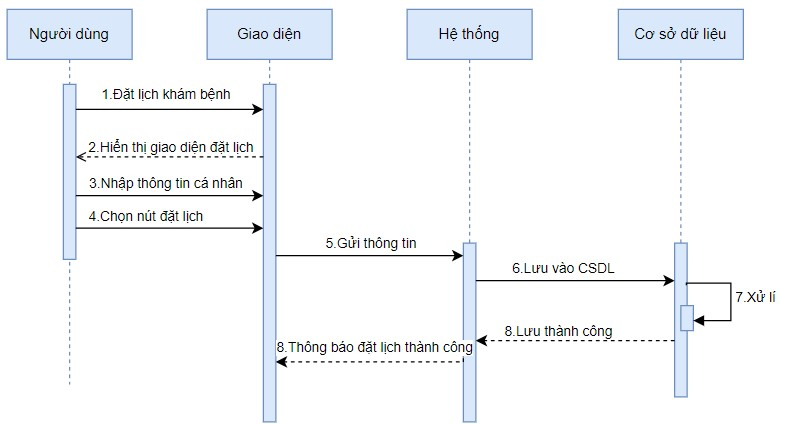 Người dùng
Giao diện
Hệ thống
Cơ sở dữ liệu
1.Đặt lịch khám bệnh
2.Hiển thị giao diện đặt lịch
3.Nhập thông tin cá nhân
4.Chọn nút đặt lịch
5.Gửi thông tin
6.Lưu vào CSDL
7.Xử lí
8.Lưu thành công
8.Thông báo đặt lịch thành công